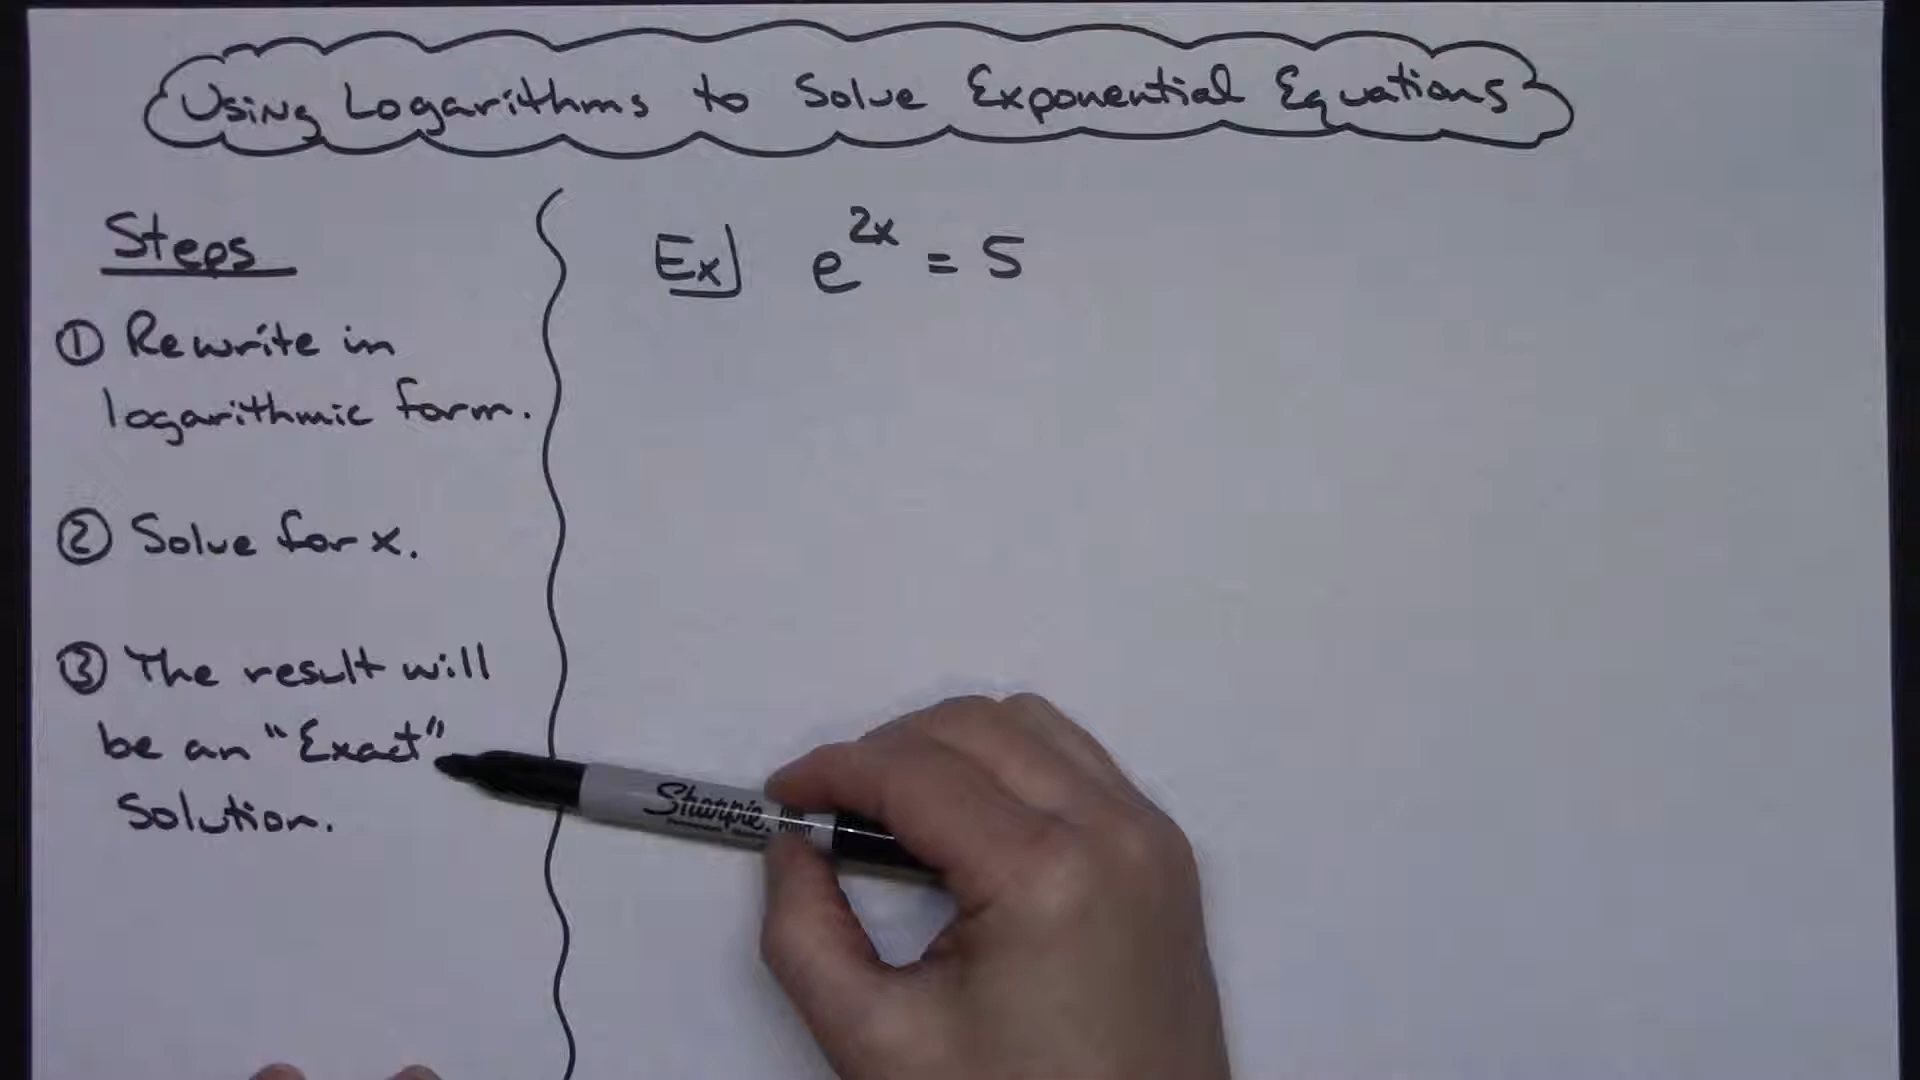 Using Logarithms to Solve Exponential Equations
Steps
① Rewrite in
logarithmic form.
② Solve for x.
③ The result will
be an "Exact"
Solution.
Ex] e^2x = 5
Sharpie.